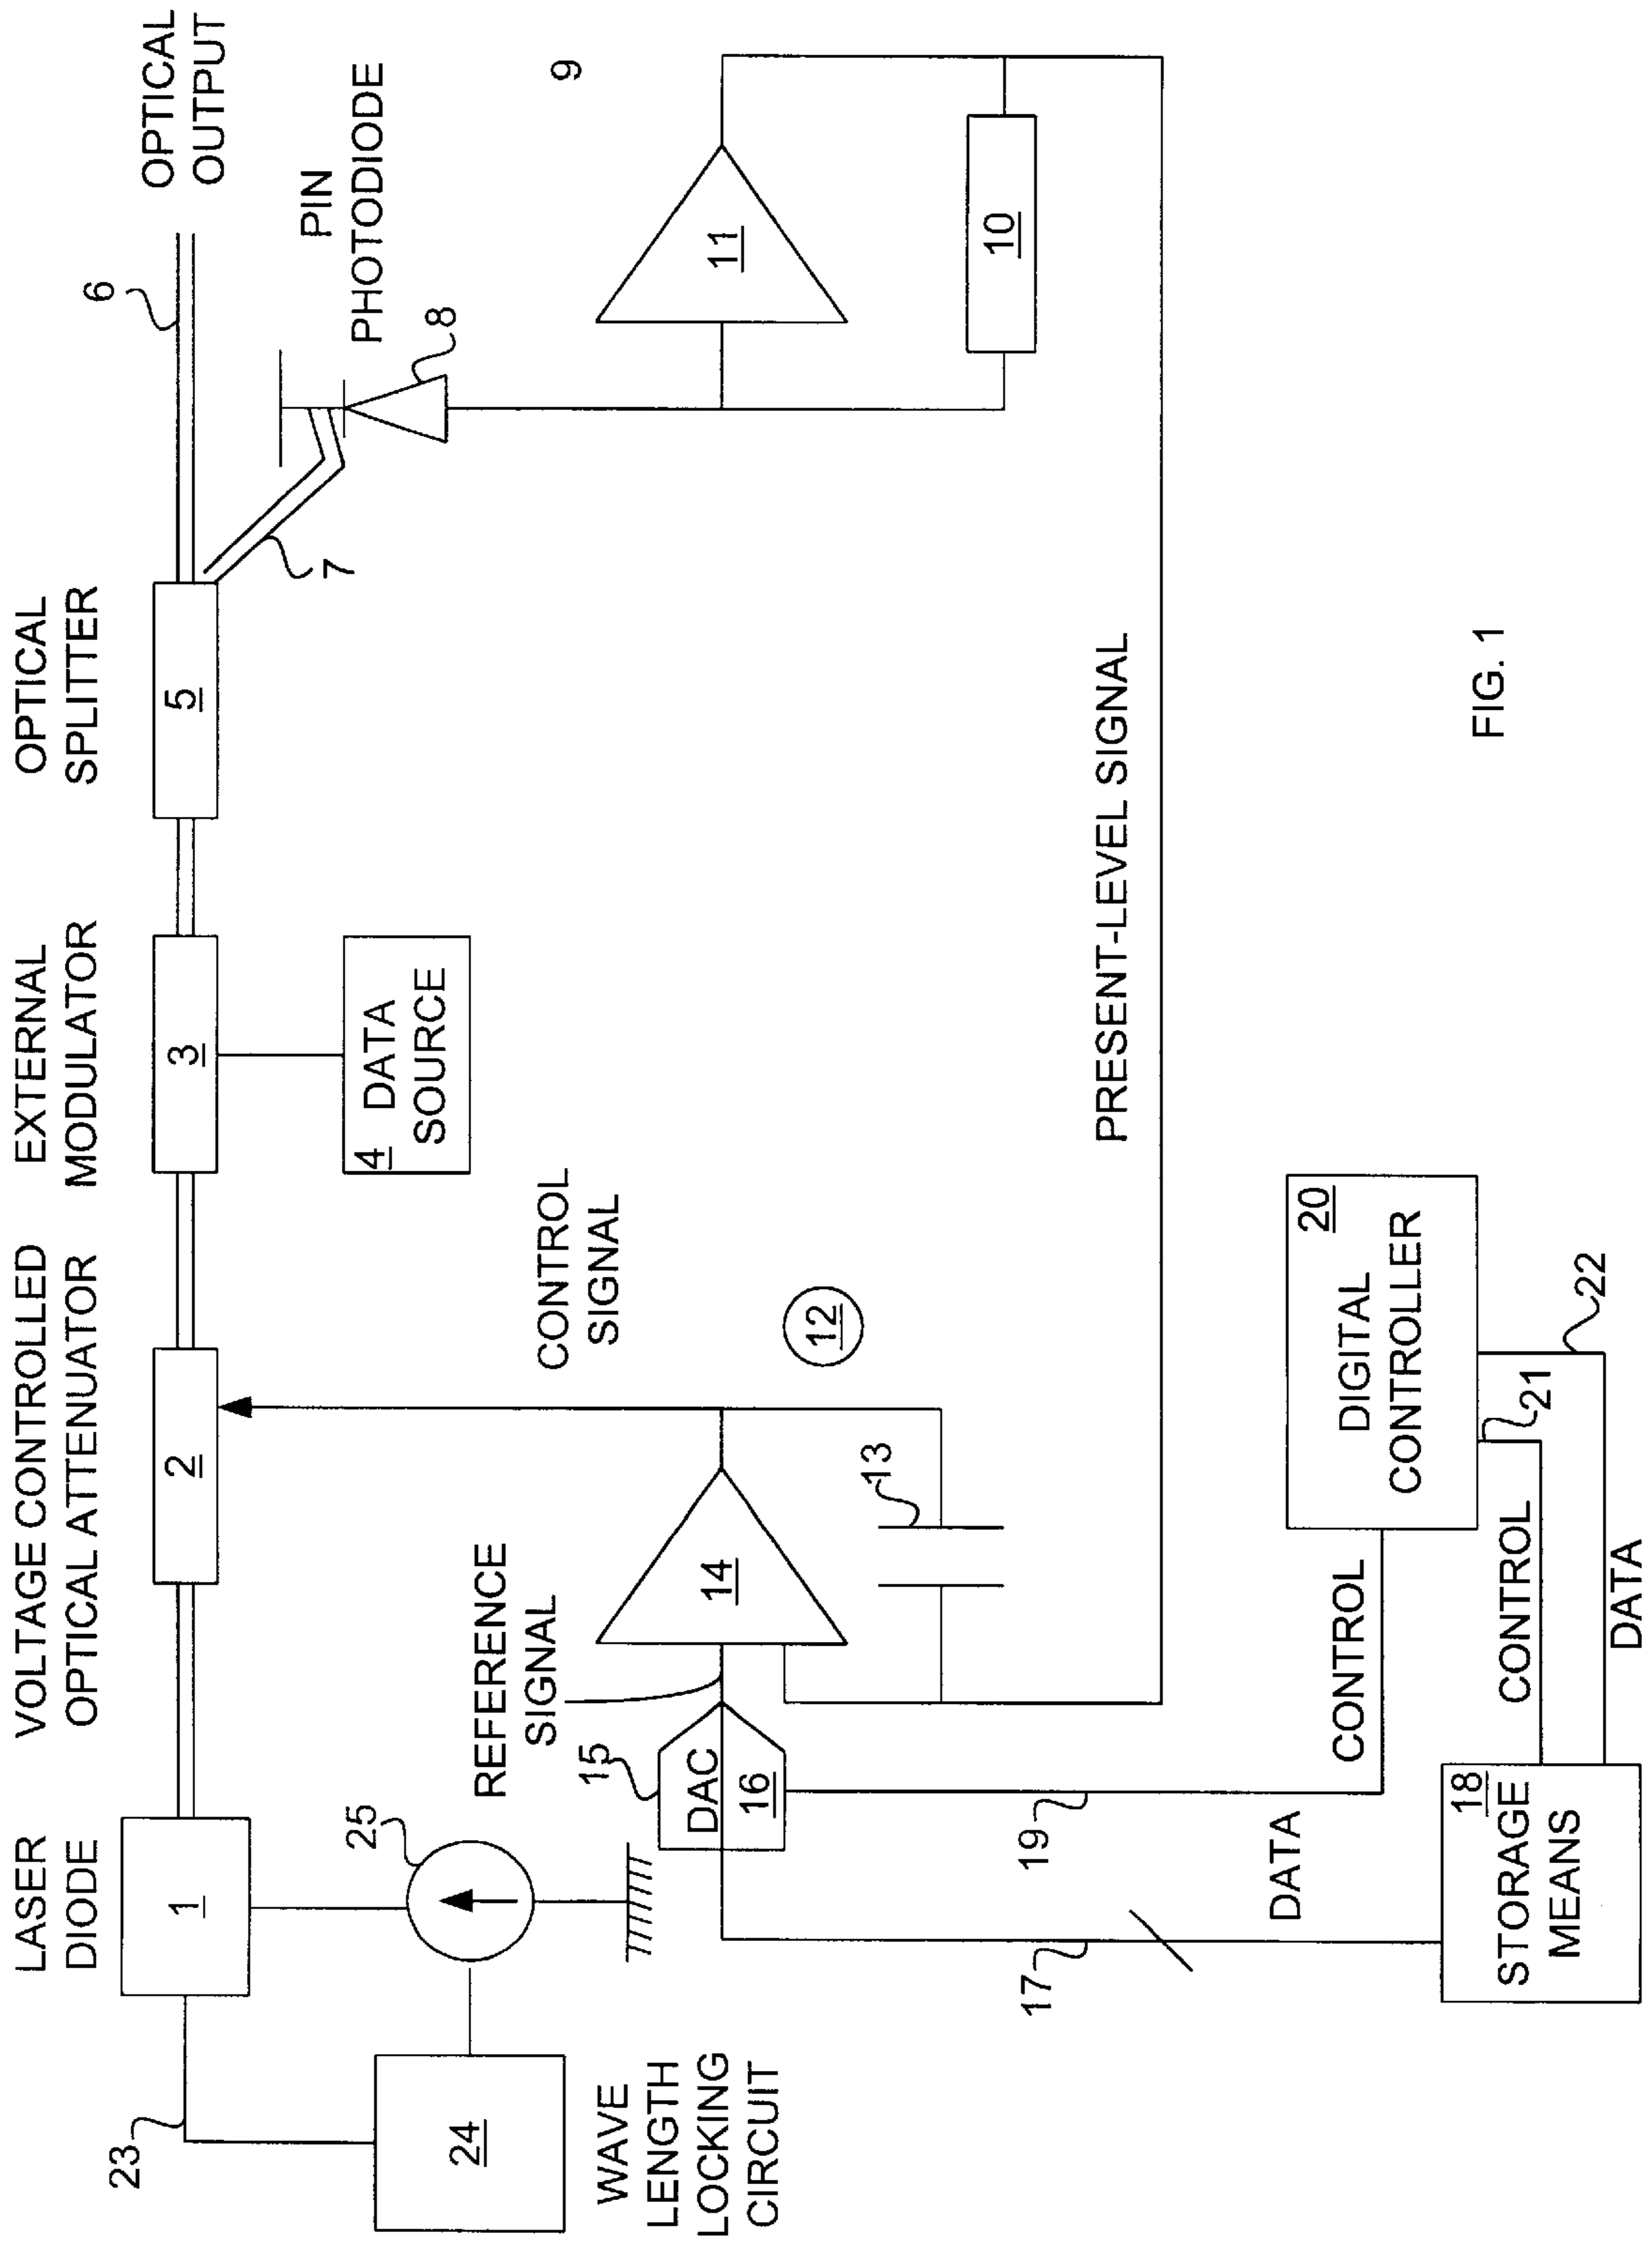 LASER
DIODE
VOLTAGE CONTROLLED
OPTICAL ATTENUATOR
EXTERNAL
MODULATOR
OPTICAL
SPLITTER
OPTICAL
OUTPUT
1
2
3
5
6
7
PIN
PHOTODIODE
8
9
23
24
WAVE
LENGTH
LOCKING
CIRCUIT
25
4 DATA
SOURCE
CONTROL
SIGNAL
REFERENCE
SIGNAL
12
11
10
15
DAC
16
14
13
PRESENT-LEVEL SIGNAL
17
19
DATA
CONTROL
20
DIGITAL
CONTROLLER
18
STORAGE
MEANS
CONTROL
21
22
DATA
FIG. 1